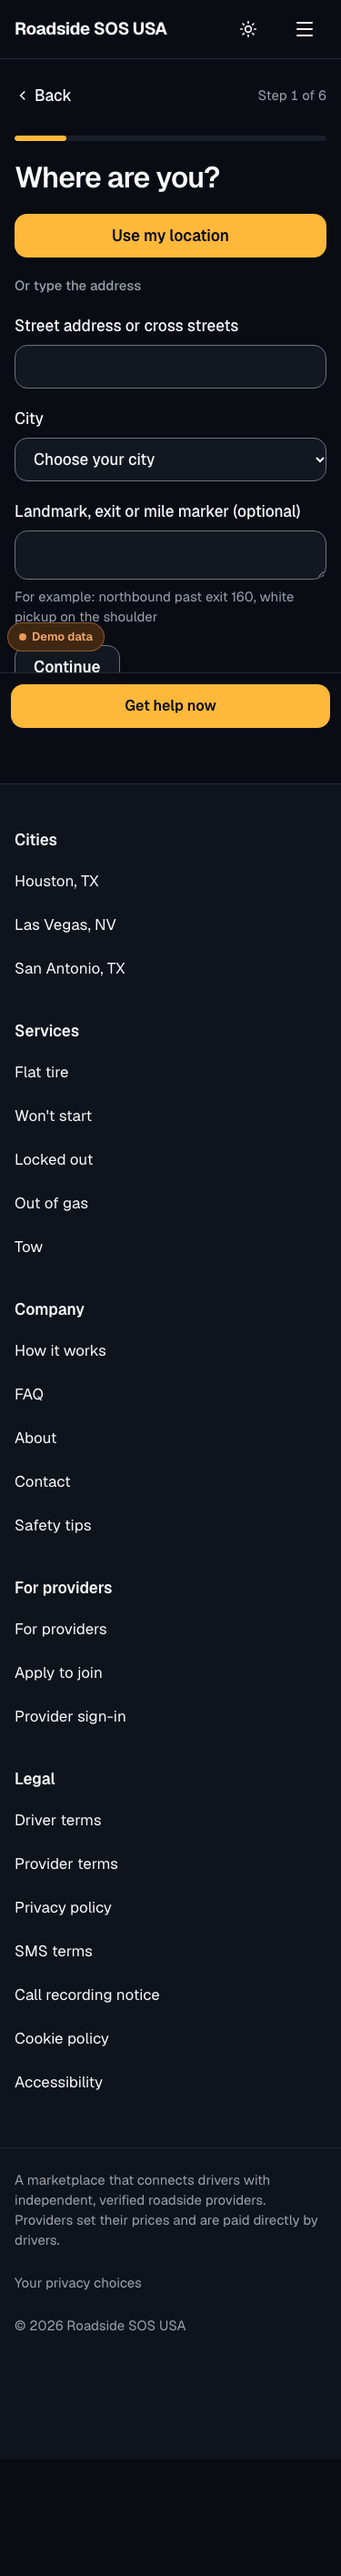 Roadside SOS USA
Back
Step 1 of 6
Where are you?
Use my location
Or type the address
Street address or cross streets
City
Choose your city
Landmark, exit or mile marker (optional)
For example: northbound past exit 160, white
pickup on the shoulder
Demo data
Continue
Get help now
Cities
Houston, TX
Las Vegas, NV
San Antonio, TX
Services
Flat tire
Won't start
Locked out
Out of gas
Tow
Company
How it works
FAQ
About
Contact
Safety tips
For providers
For providers
Apply to join
Provider sign-in
Legal
Driver terms
Provider terms
Privacy policy
SMS terms
Call recording notice
Cookie policy
Accessibility
A marketplace that connects drivers with
independent, verified roadside providers.
Providers set their prices and are paid directly by
drivers.
Your privacy choices
© 2026 Roadside SOS USA